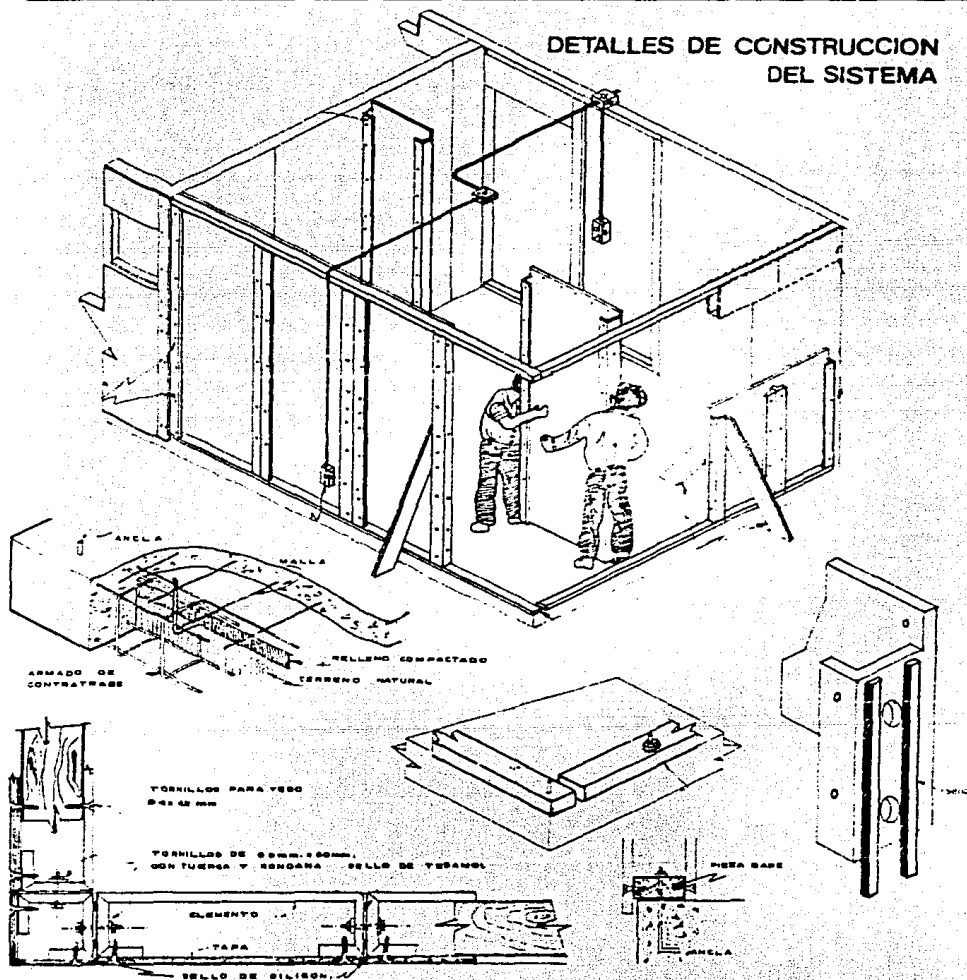 DETALLES DE CONSTRUCCION
DEL SISTEMA
ANCLA
MALLA
RELLENO COMPACTADO
TERRENO NATURAL
ARMADO DE
CONTRATRABE
TORNILLOS PARA YESO
TORNILLOS DE
CON TUERCA Y RONDANA
SELLO DE
PIEZA BASE
ELEMENTO
TAPA
ANCLA
SELLO DE SILICON